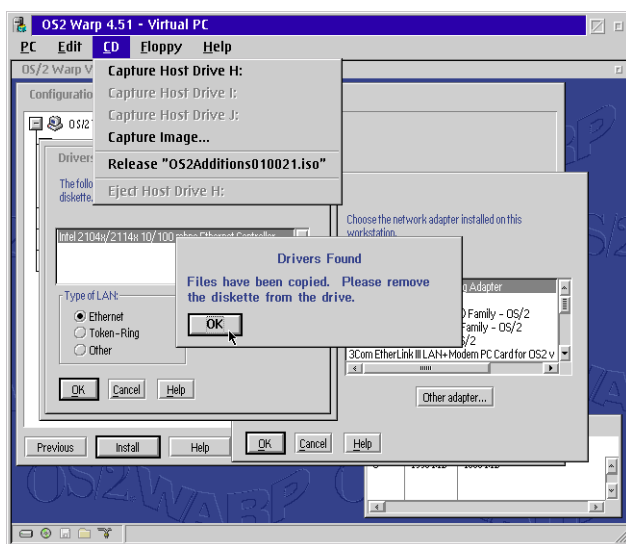 OS2 Warp 4.51 - Virtual PC
PC Edit CD Floppy Help
OS/2 Warp V
Capture Host Drive H:
Capture Host Drive I:
Capture Host Drive J:
Capture Image...
Release "OS2Additions010021.iso"
Eject Host Drive H:
Configuratio
OS/2
Drivers
The follo
diskette.
Intel 2104x/2114x 10/100 mbps Ethernet Controller
Type of LAN:
Ethernet
Token-Ring
Other
OK Cancel Help
Drivers Found
Files have been copied. Please remove
the diskette from the drive.
OK
Choose the network adapter installed on this
workstation.
g Adapter
Family - OS/2
Family - OS/2
S/2
3Com EtherLink III LAN+Modem PC Card for OS2 v
Other adapter...
OK Cancel Help
Previous Install Help
OS2 WARP